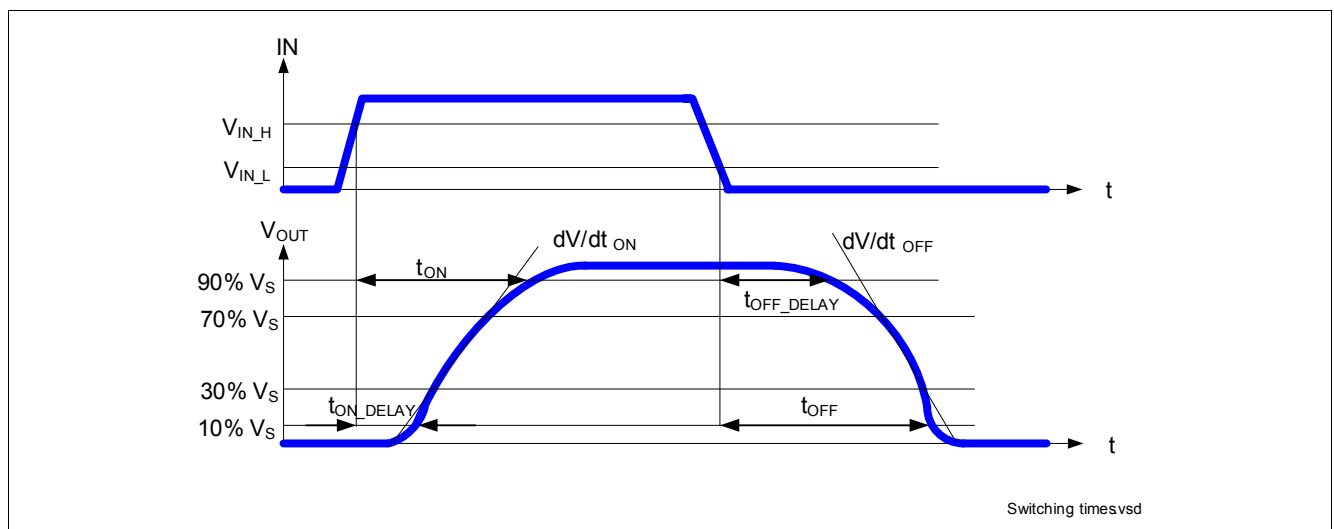 IN
V_IN_H
V_IN_L
t
V_OUT
dV/dt ON
dV/dt OFF
t_ON
90% V_S
t_OFF_DELAY
70% V_S
30% V_S
t_ON_DELAY
t_OFF
10% V_S
t
Switching times.vsd